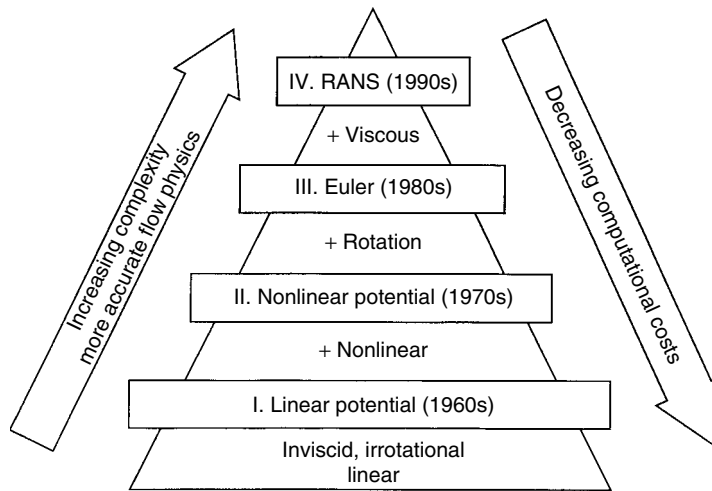 IV. RANS (1990s)
+ Viscous
III. Euler (1980s)
+ Rotation
II. Nonlinear potential (1970s)
+ Nonlinear
I. Linear potential (1960s)
Inviscid, irrotational
linear
Increasing complexity
more accurate flow physics
Decreasing computational costs